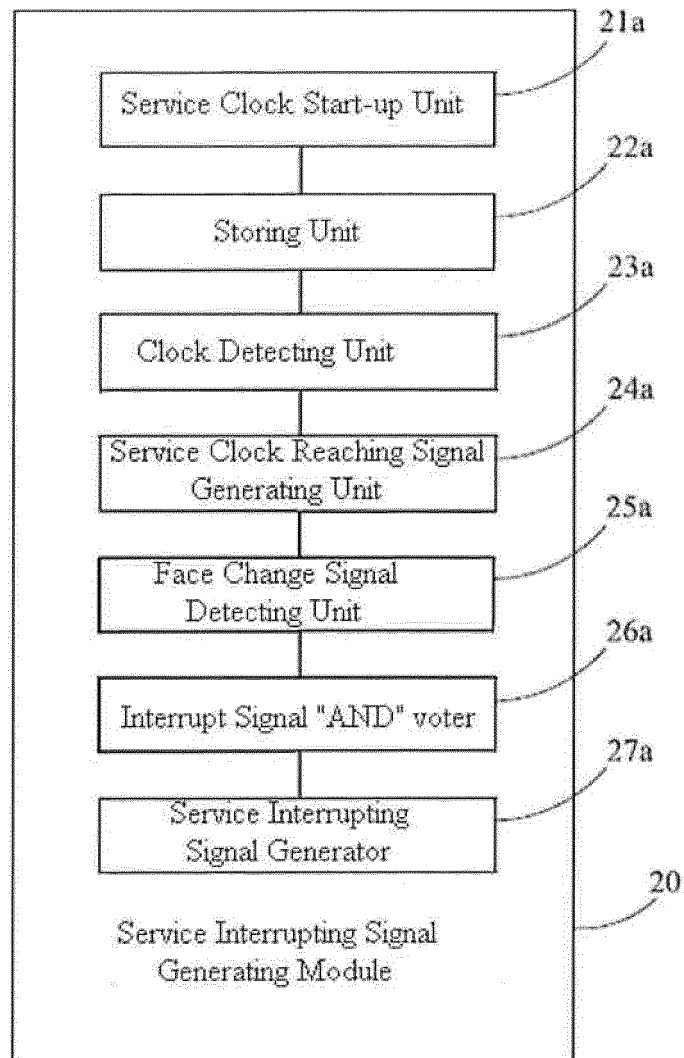 21a
Service Clock Start-up Unit
22a
Storing Unit
23a
Clock Detecting Unit
24a
Service Clock Reaching Signal
Generating Unit
25a
Face Change Signal
Detecting Unit
26a
Interrupt Signal "AND" voter
27a
Service Interrupting
Signal Generator
20
Service Interrupting Signal
Generating Module